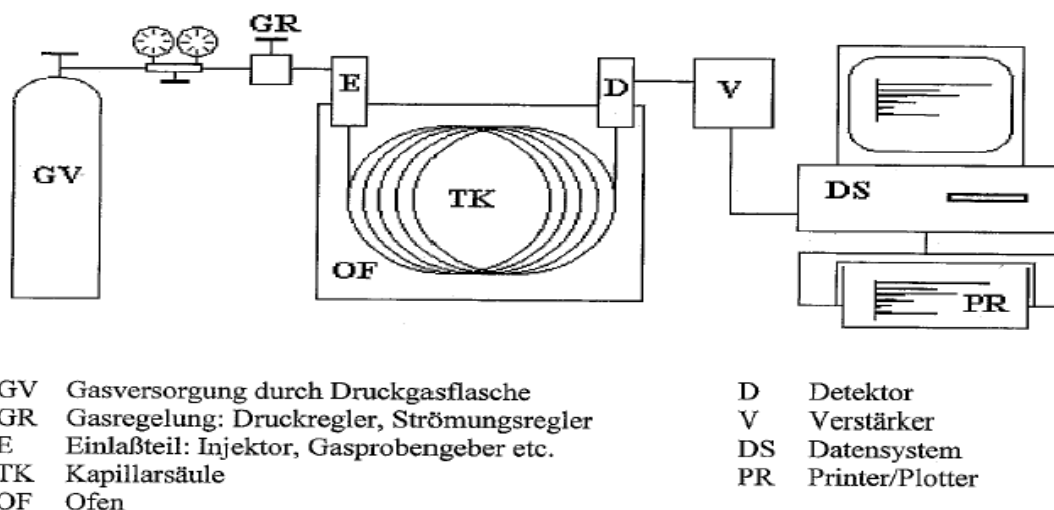 GR
E
D
V
GV
TK
DS
OF
PR
GV Gasversorgung durch Druckgasflasche
GR Gasregelung: Druckregler, Strömungsregler
E Einlaßteil: Injektor, Gasprobengeber etc.
TK Kapillarsäule
OF Ofen
D Detektor
V Verstärker
DS Datensystem
PR Printer/Plotter